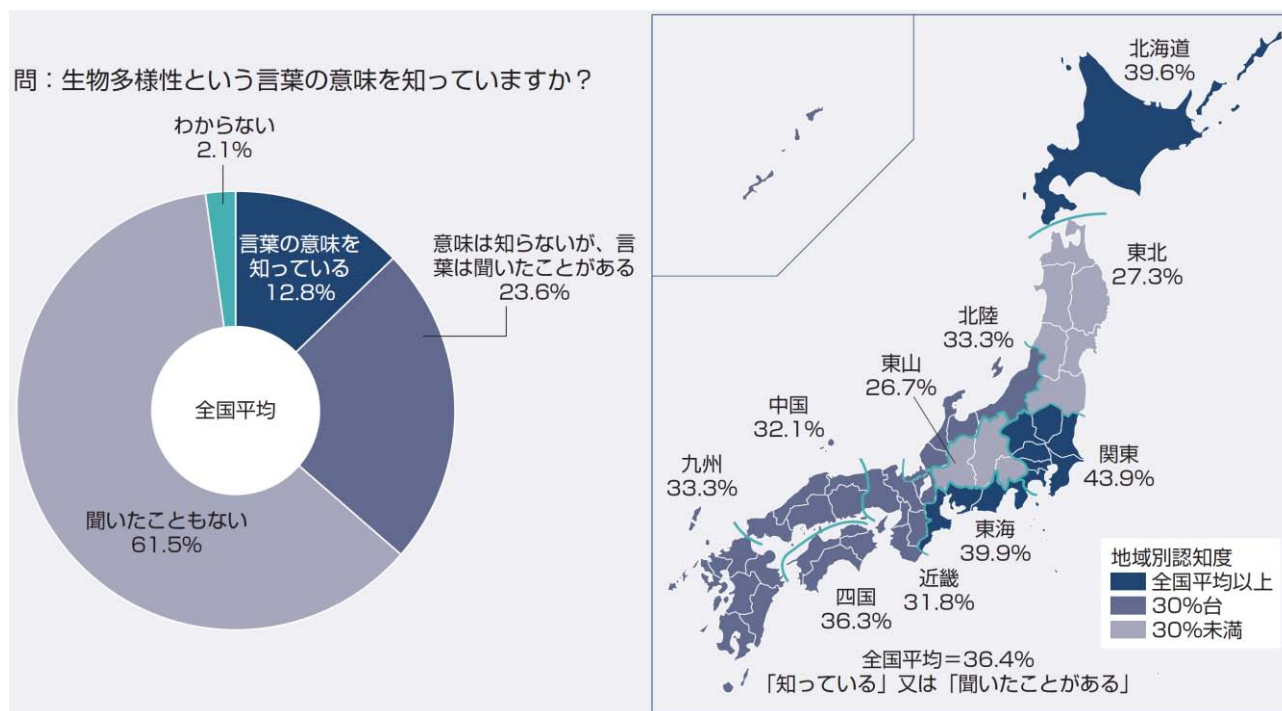 問：生物多様性という言葉の意味を知っていますか？
わからない
2.1%
言葉の意味を
知っている
12.8%
意味は知らないが、言
葉は聞いたことがある
23.6%
全国平均
聞いたこともない
61.5%
北海道
39.6%
東北
27.3%
北陸
33.3%
東山
26.7%
中国
32.1%
九州
33.3%
関東
43.9%
東海
39.9%
近畿
31.8%
四国
36.3%
地域別認知度
全国平均以上
30%台
30%未満
全国平均＝36.4%
「知っている」又は「聞いたことがある」